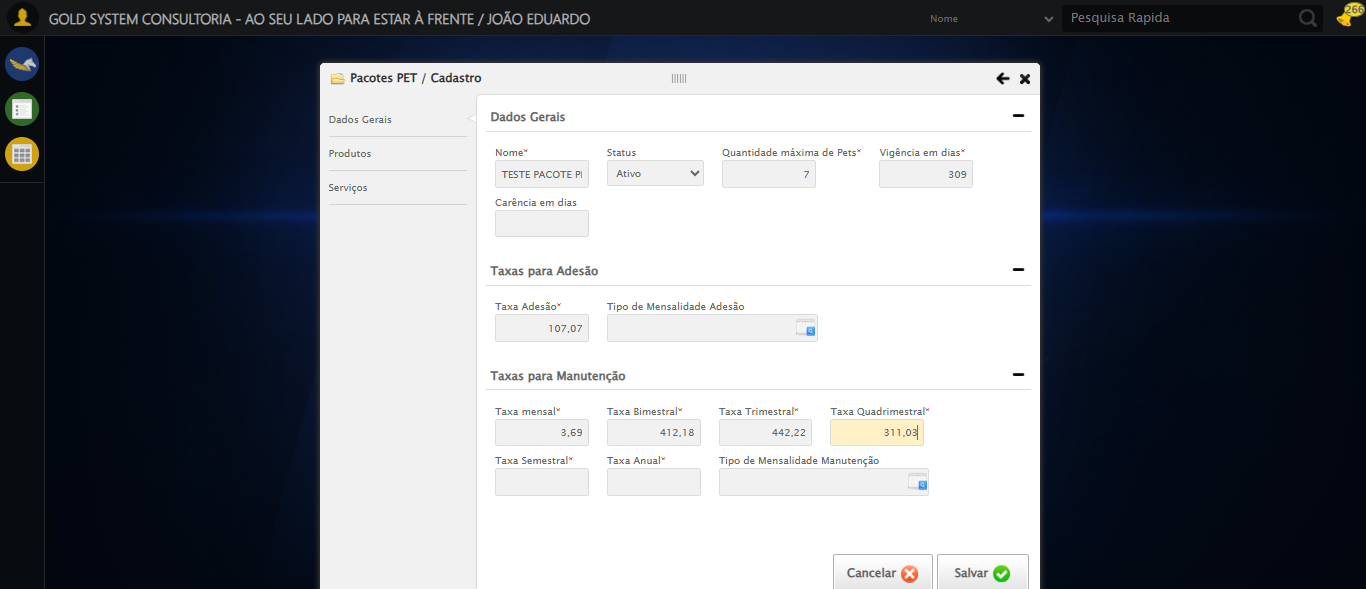 GOLD SYSTEM CONSULTORIA - AO SEU LADO PARA ESTAR À FRENTE / JOÃO EDUARDO
Nome
Pesquisa Rapida
266
Pacotes PET / Cadastro
Dados Gerais
Produtos
Serviços
Dados Gerais
Nome* Status Quantidade máxima de Pets* Vigência em dias*
TESTE PACOTE PI Ativo 7 309
Carência em dias
Taxas para Adesão
Taxa Adesão* Tipo de Mensalidade Adesão
107,07
Taxas para Manutenção
Taxa mensal* Taxa Bimestral* Taxa Trimestral* Taxa Quadrimestral*
3,69 412,18 442,22 311,03
Taxa Semestral* Taxa Anual* Tipo de Mensalidade Manutenção
Cancelar Salvar